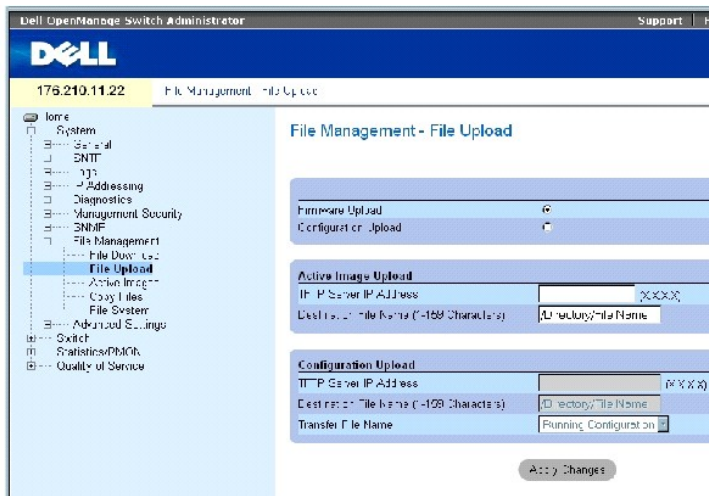 Dell OpenManage Switch Administrator
Support
DELL
176.210.11.22
File Management - File Upload
Home
System
General
SNTP
Logs
IP Addressing
Diagnostics
Management Security
SNMP
File Management
File Download
File Upload
Active Images
Copy Files
File System
Advanced Settings
Switch
Statistics/RMON
Quality of Service
File Management - File Upload
Firmware Upload
Configuration Upload
Active Image Upload
TFTP Server IP Address
(X.X.X.X)
Destination File Name (1-159 Characters)
/Directory/File Name
Configuration Upload
TFTP Server IP Address
(X.X.X.X)
Destination File Name (1-159 Characters)
/Directory/File Name
Transfer File Name
Running Configuration
Apply Changes